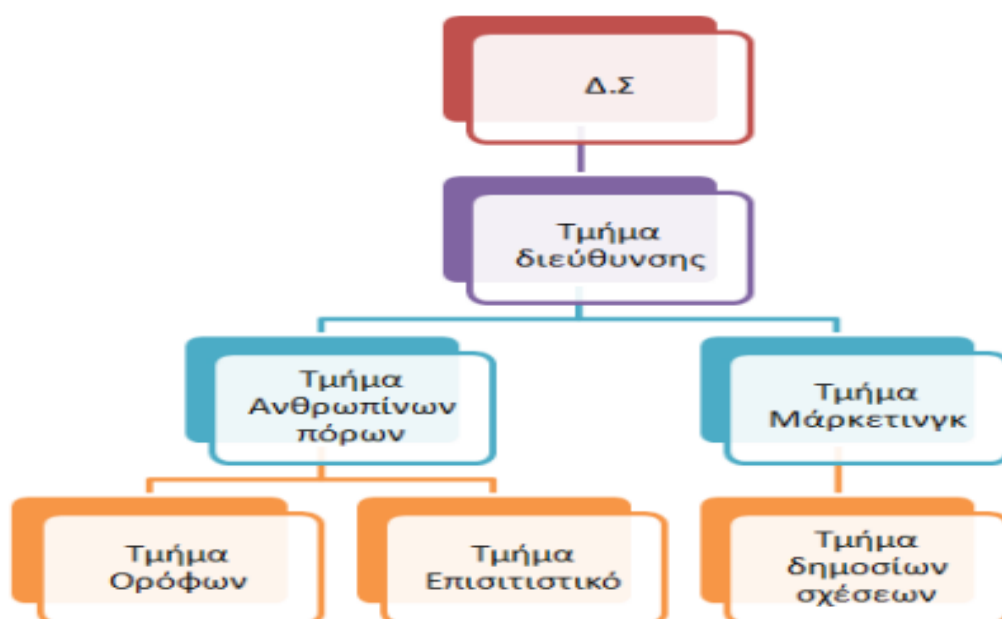 Δ.Σ
Τμήμα
διεύθυνσης
Τμήμα
Ανθρωπίνων
πόρων
Τμήμα
Μάρκετινγκ
Τμήμα
Ορόφων
Τμήμα
Επισιτιστικό
Τμήμα
δημοσίων
σχέσεων